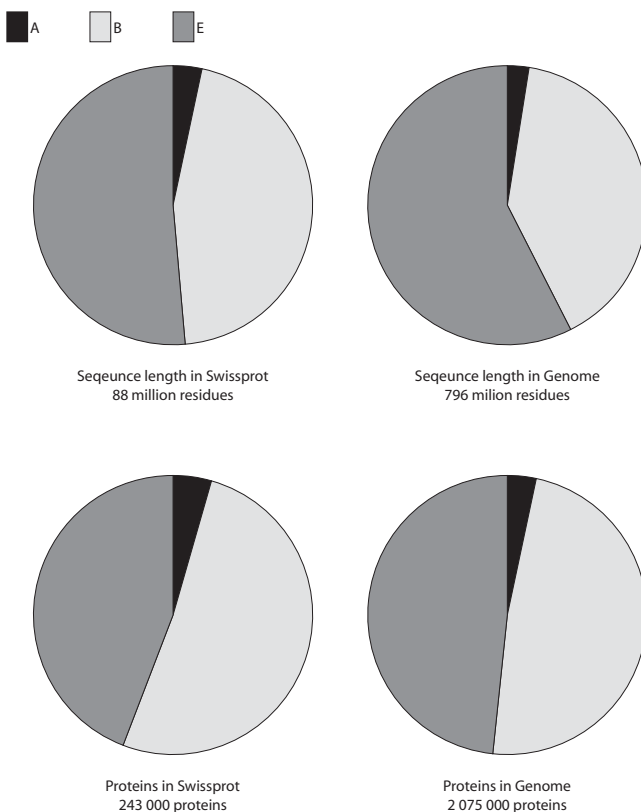 A B E
Seqeunce length in Swissprot
88 million residues
Seqeunce length in Genome
796 milion residues
Proteins in Swissprot
243 000 proteins
Proteins in Genome
2 075 000 proteins